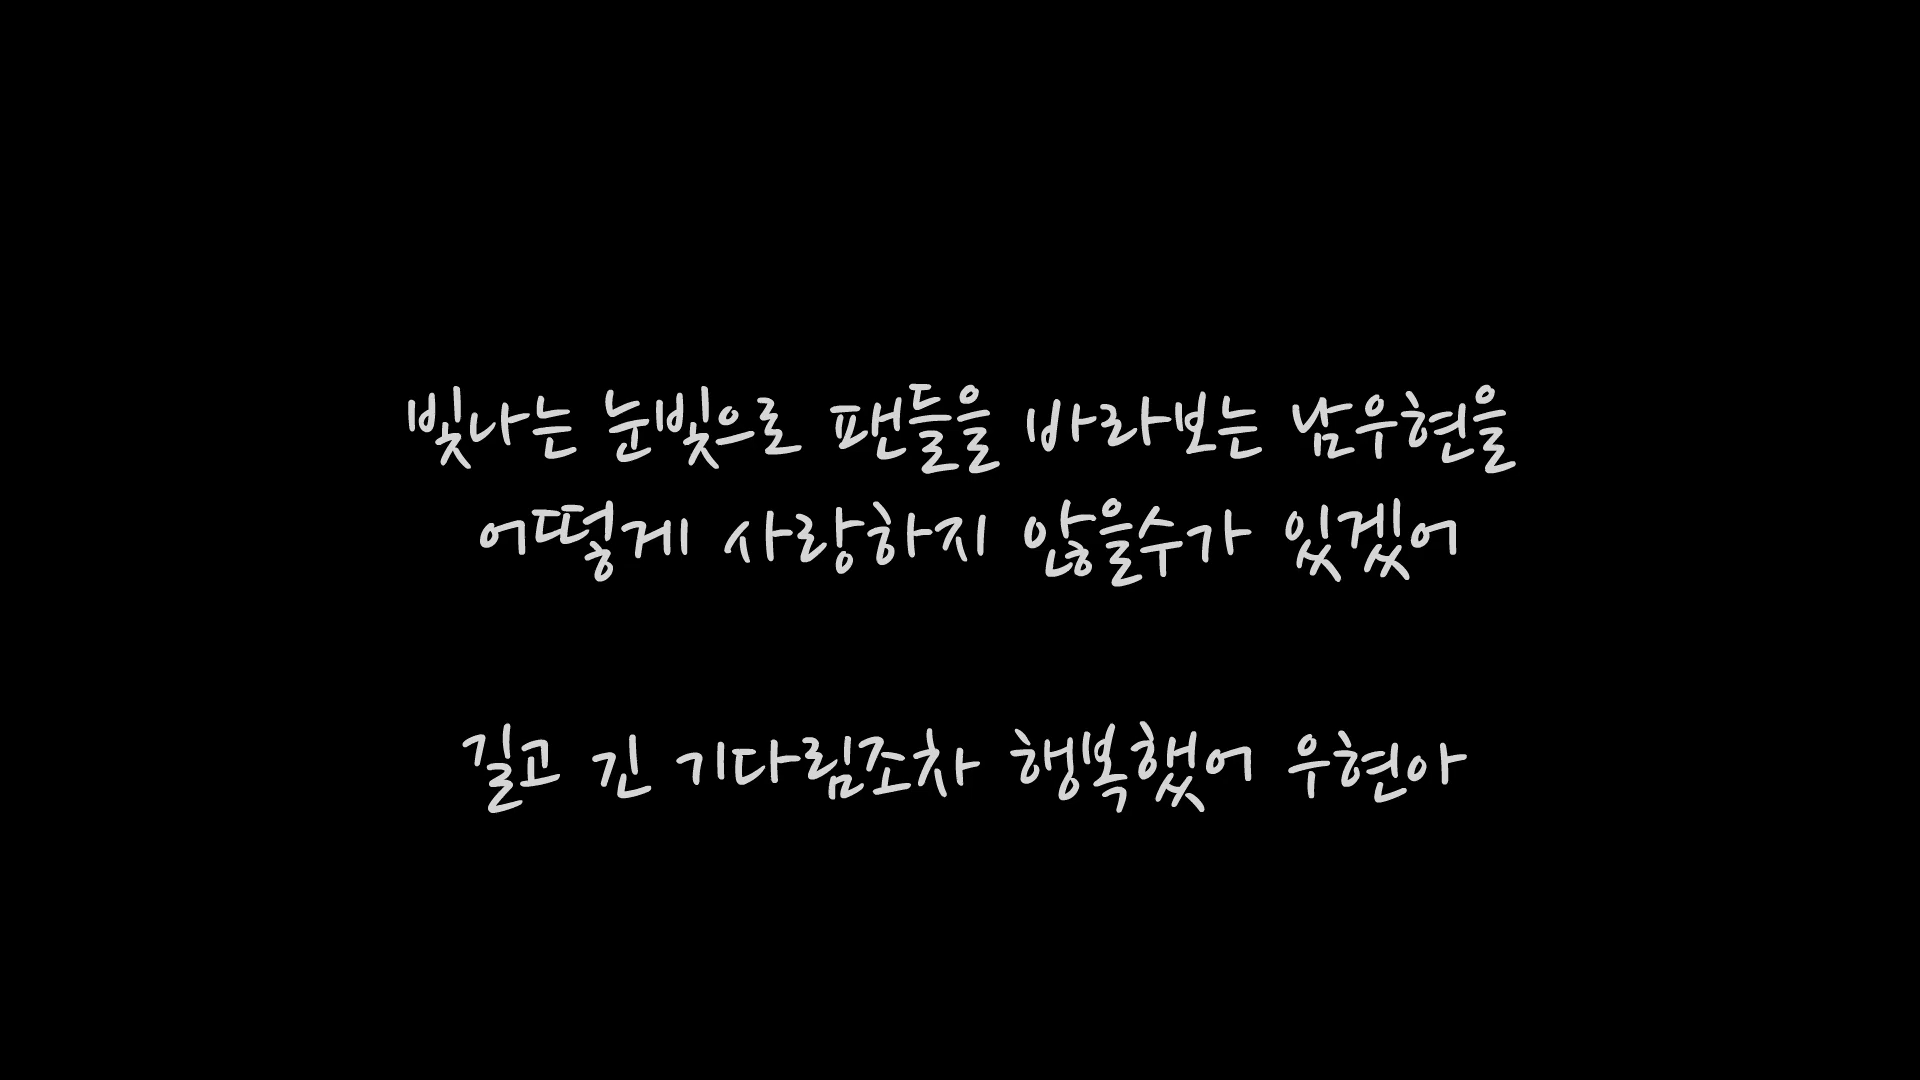 빛나는 눈빛으로 팬들을 바라보는 남우현을
어떻게 사랑하지 않을수가 있겠어
길고 긴 기다림조차 행복했어 우현아